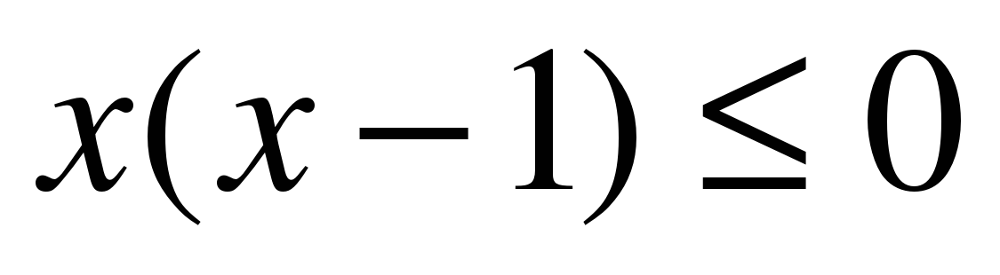 x(x − 1) ≤ 0